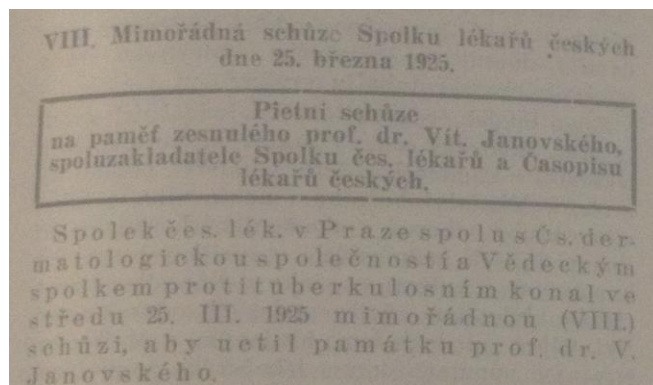 VIII. Mimořádná schůze Spolku lékařů českých
dne 25. března 1925.
Pietní schůze
na paměť zesnulého prof. dr. Vít. Janovského,
spoluzakladatele Spolku čes. lékařů a Časopisu
lékařů českých.
Spolek čes. lék. v Praze spolu s Čs. der-
matologickou společností a Vědeckým
spolkem protituberkulosním konal ve
středu 25. III. 1925 mimořádnou (VIII.)
schůzi, aby uctil památku prof. dr. V.
Janovského.